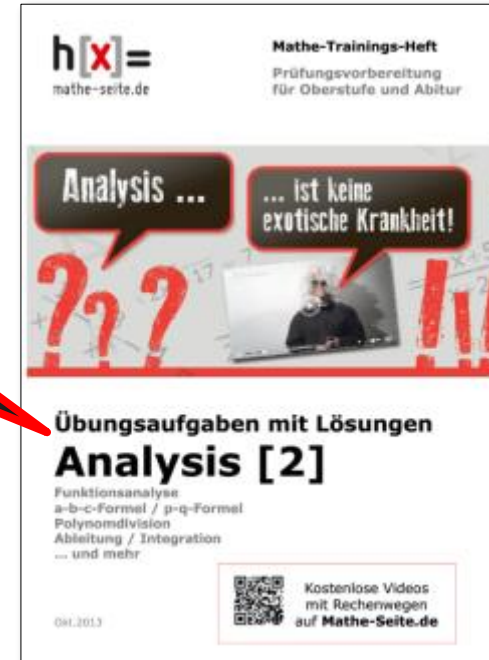 h[x]=
mathe-seite.de
Mathe-Trainings-Heft
Prüfungsvorbereitung
für Oberstufe und Abitur
Analysis ...
... ist keine
exotische Krankheit!
???
!!!
Übungsaufgaben mit Lösungen
Analysis [2]
Funktionsanalyse
a-b-c-Formel / p-q-Formel
Polynomdivision
Ableitung / Integration
... und mehr
Kostenlose Videos
mit Rechenwegen
auf Mathe-Seite.de
Okt.2013